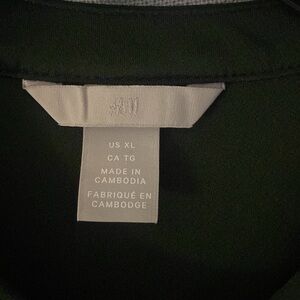 H&M
US XL
CA TG
MADE IN
CAMBODIA
FABRIQUÉ EN
CAMBODGE